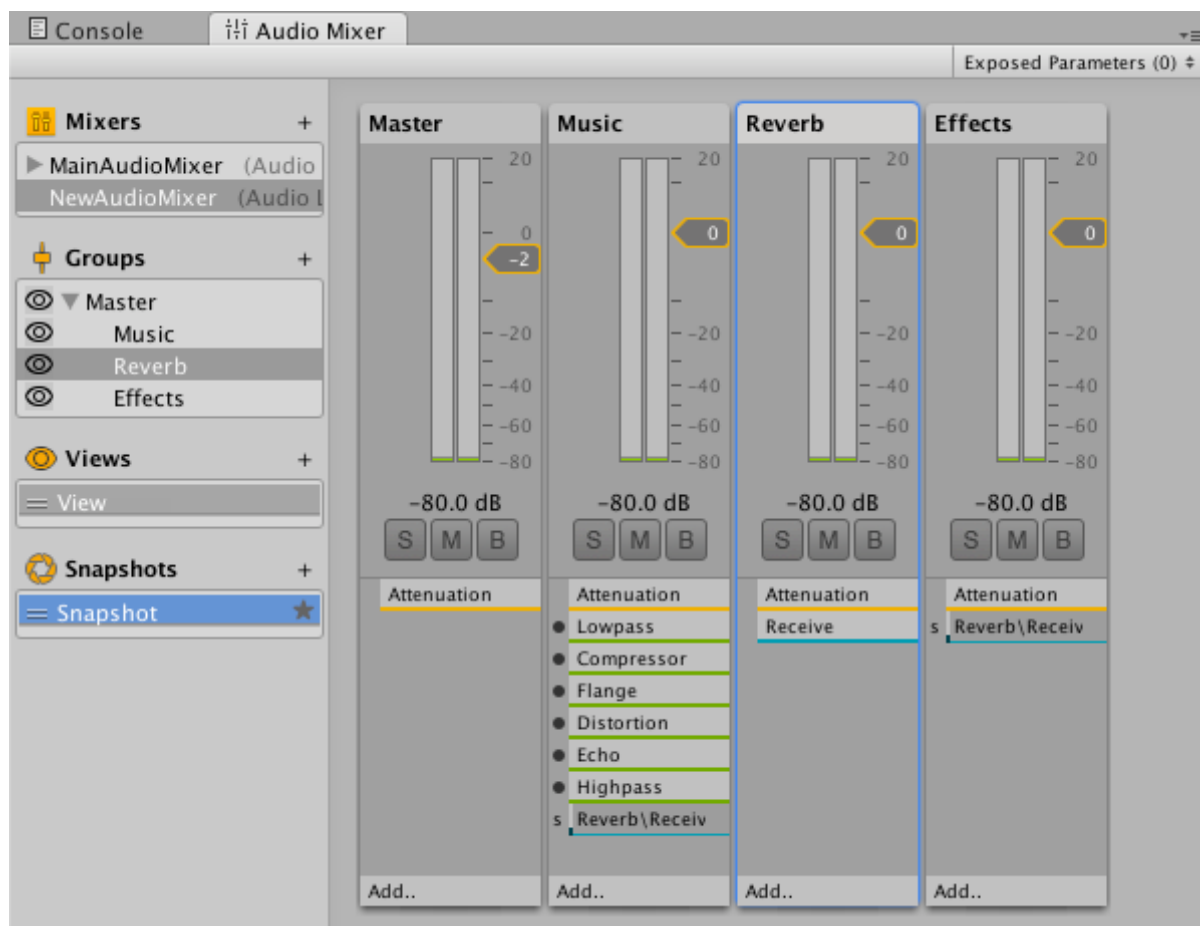 Console
Audio Mixer
Exposed Parameters (0)
Mixers +
MainAudioMixer (Audio
NewAudioMixer (Audio L
Groups +
Master
Music
Reverb
Effects
Views +
View
Snapshots +
Snapshot
Master
20
0
-2
-20
-40
-60
-80
-80.0 dB
S M B
Attenuation
Add..
Music
20
0
-20
-40
-60
-80
-80.0 dB
S M B
Attenuation
Lowpass
Compressor
Flange
Distortion
Echo
Highpass
s Reverb\Receiv
Add..
Reverb
20
0
-20
-40
-60
-80
-80.0 dB
S M B
Attenuation
Receive
Add..
Effects
20
0
-20
-40
-60
-80
-80.0 dB
S M B
Attenuation
s Reverb\Receiv
Add..